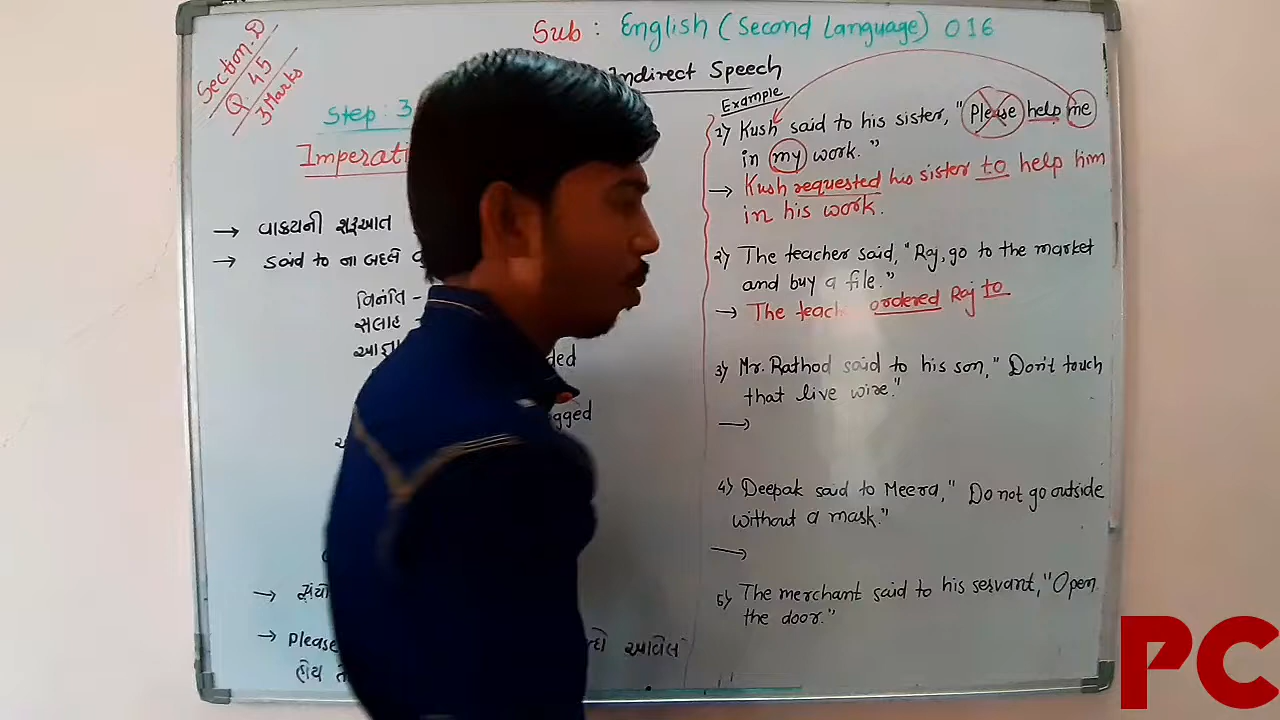 Section. D
Q. 45
3 Marks
Sub : English (Second Language) 016
Indirect Speech
Step : 3
Imperati
→ વાક્યની શરૂઆત
→ said to ના બદલે
વિનંતિ -
સલાહ -
આજ્ઞા
ded
gged
→ સંયો
→ please
આવેલ
હોય
Example
1) Kush said to his sister, "Please help me
in my work."
→ Kush requested his sister to help him
in his work.
2) The teacher said, "Raj, go to the market
and buy a file."
→ The teach ordered Raj to
3) Mr. Rathod said to his son, "Don't touch
that live wire."
→
4) Deepak said to Meera, "Do not go outside
without a mask."
→
5) The merchant said to his servant, "Open
the door."
PC